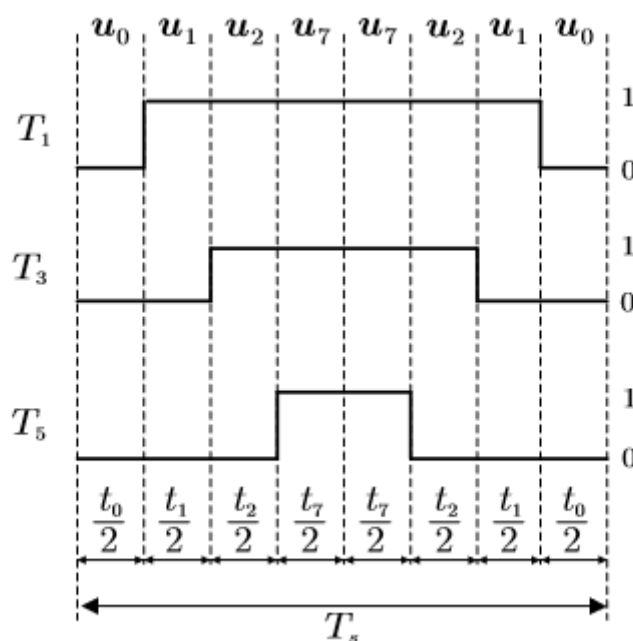 u₀ u₁ u₂ u₇ u₇ u₂ u₁ u₀
1
T₁
0
1
T₃
0
1
T₅
0
t₀/2 t₁/2 t₂/2 t₇/2 t₇/2 t₂/2 t₁/2 t₀/2
Tₛ